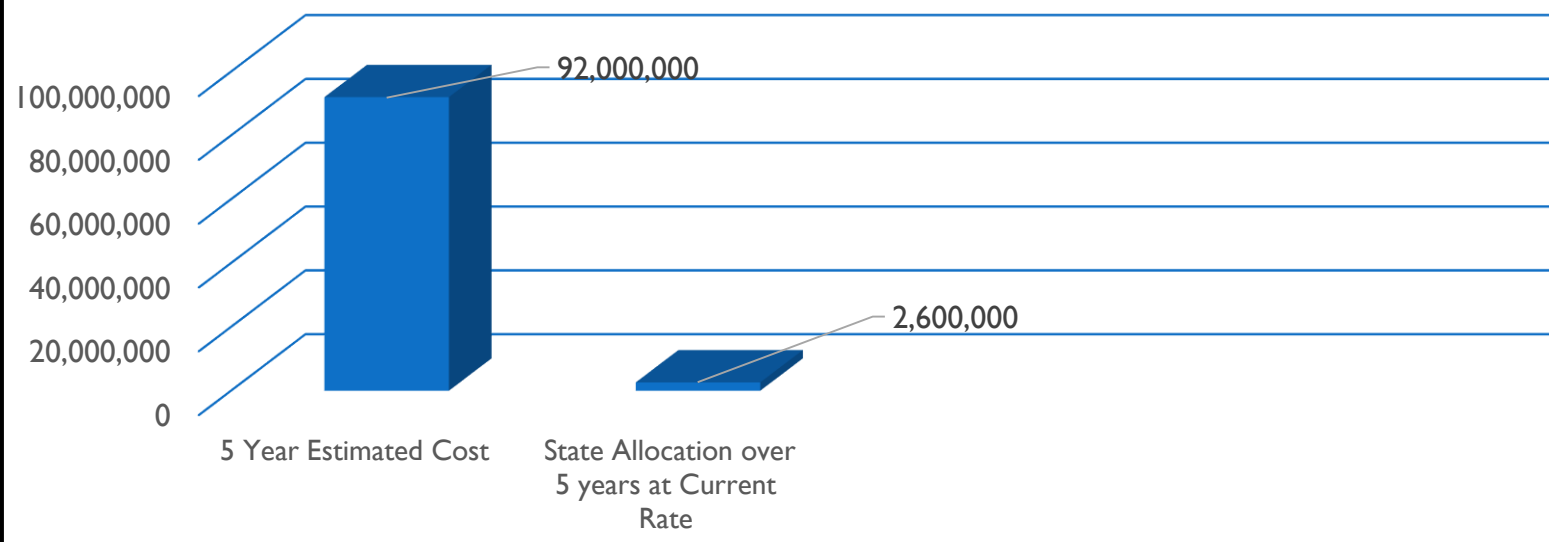 92,000,000
100,000,000
80,000,000
60,000,000
40,000,000
2,600,000
20,000,000
0
5 Year Estimated Cost
State Allocation over
5 years at Current
Rate